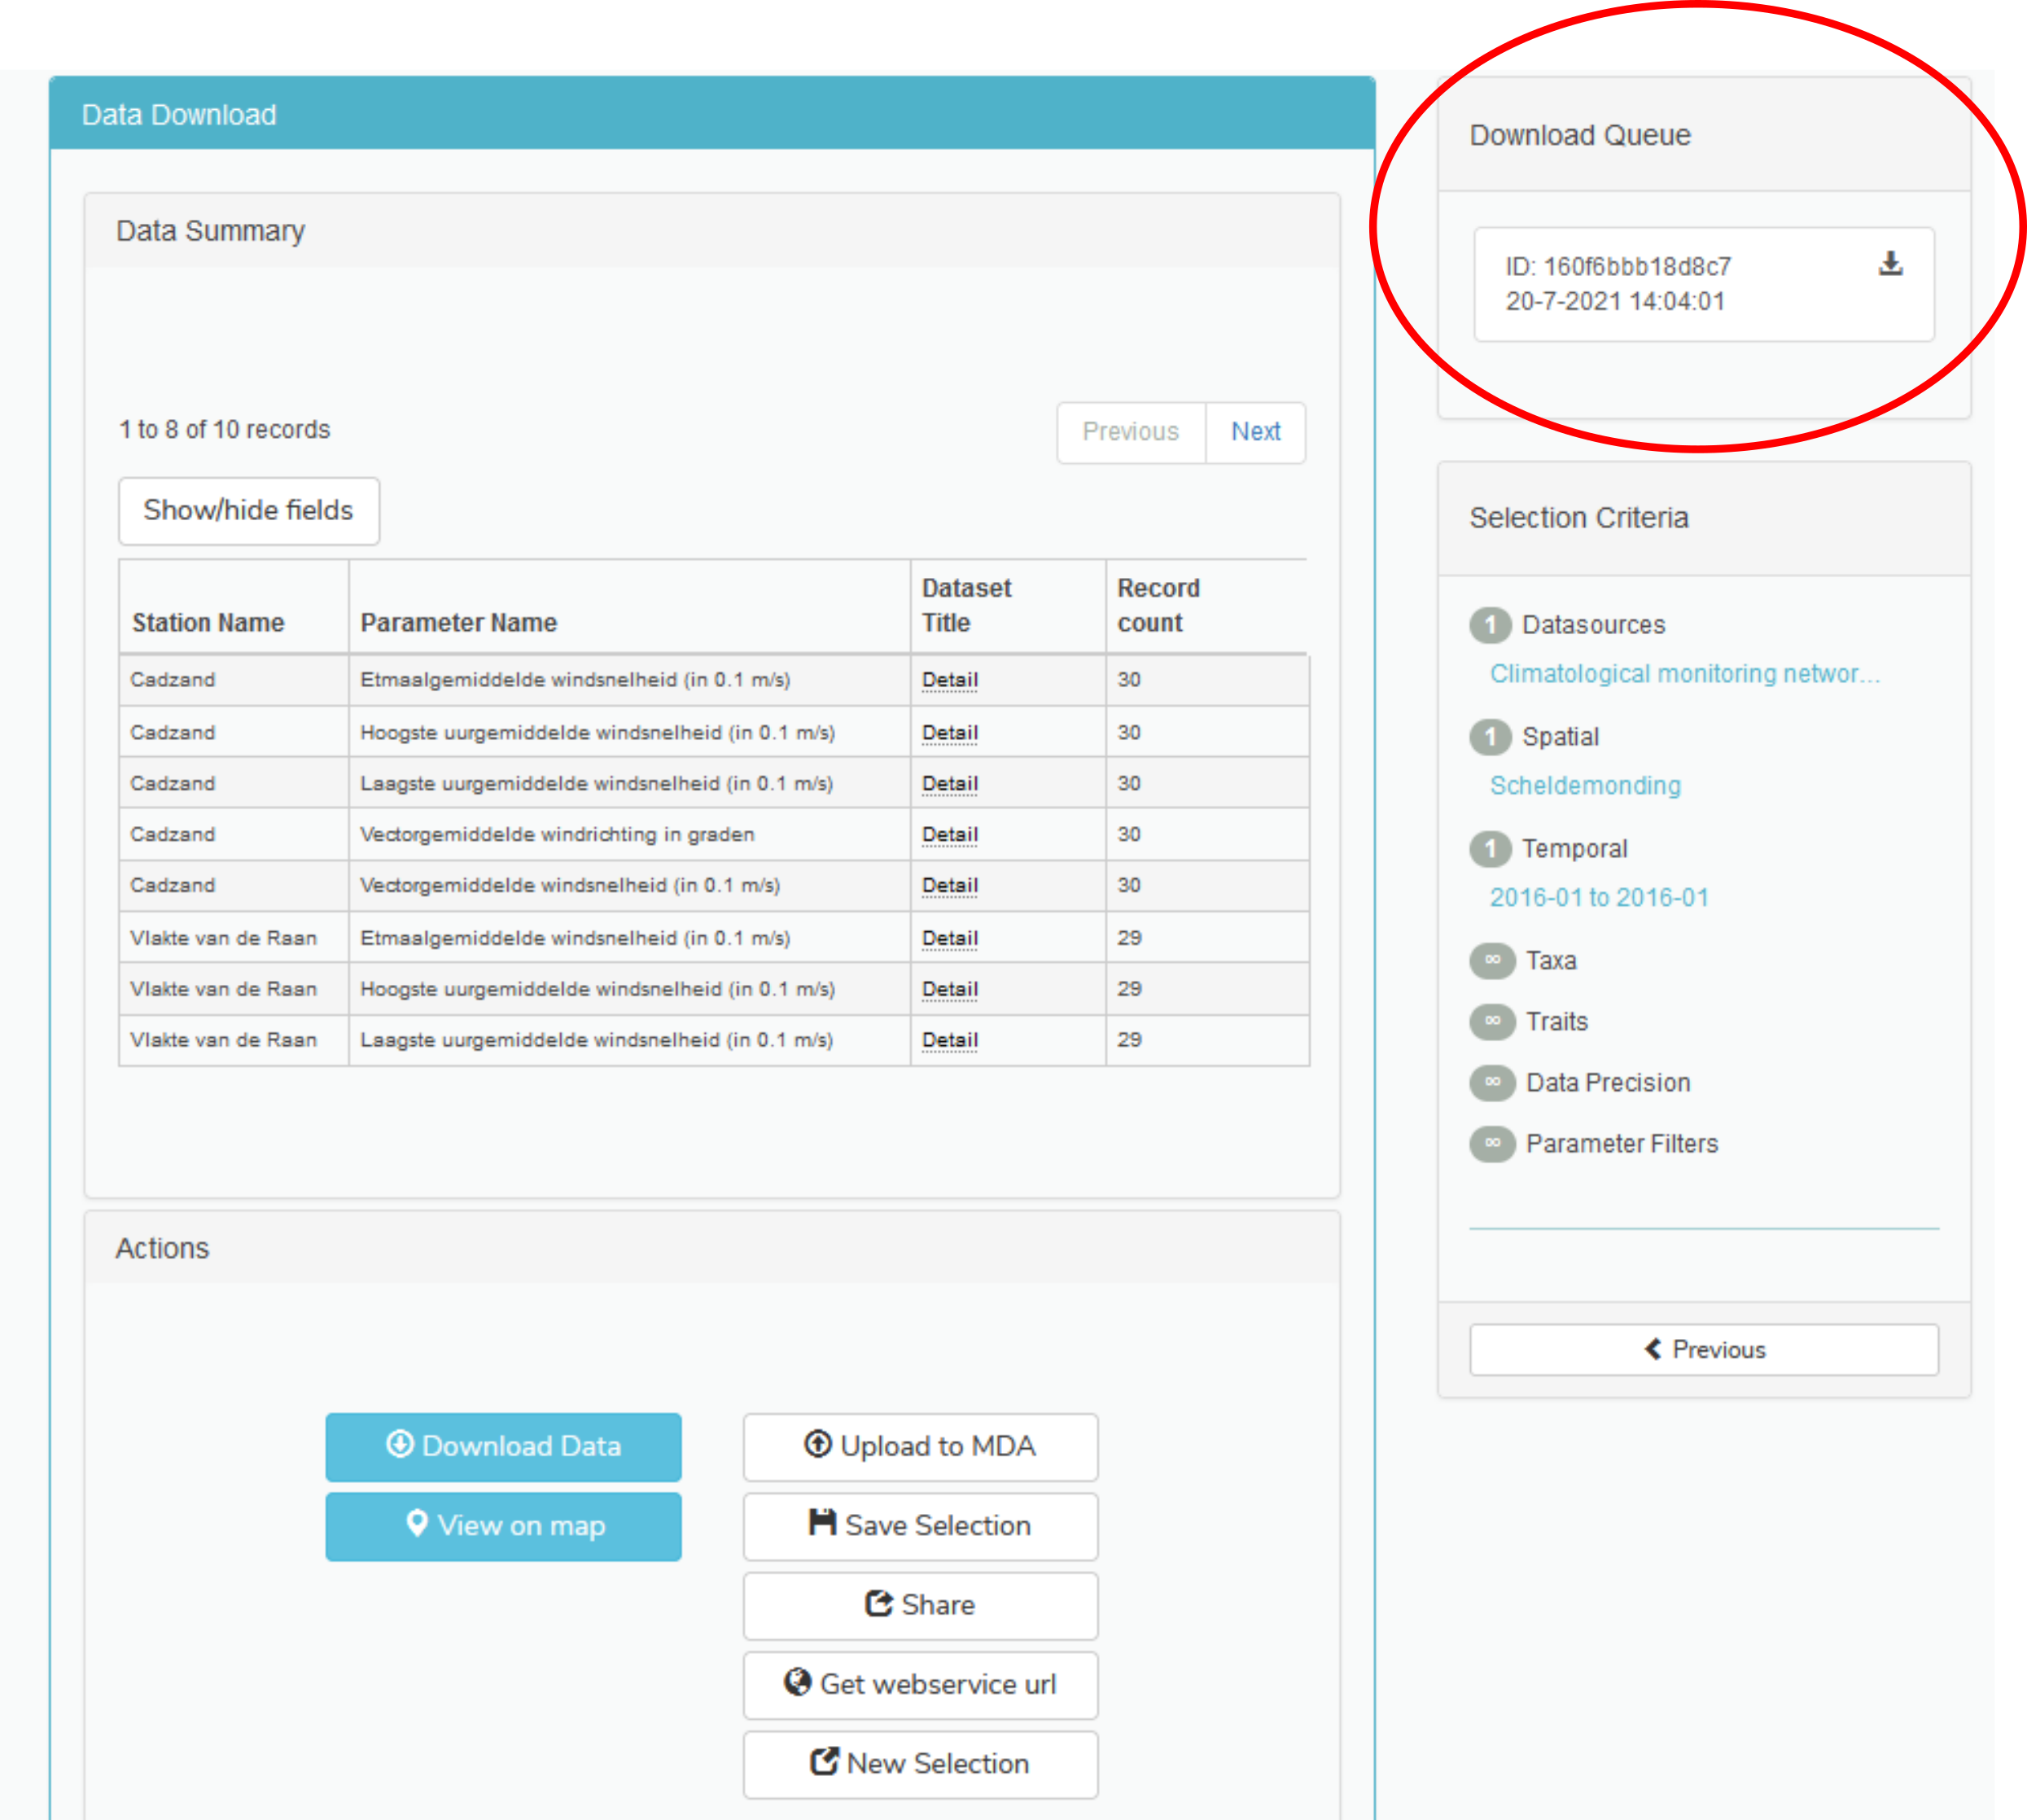 Data Download
Data Summary
1 to 8 of 10 records
Previous Next
Show/hide fields
Station Name Parameter Name Dataset Title Record count
Cadzand Etmaalgemiddelde windsnelheid (in 0.1 m/s) Detail 30
Cadzand Hoogste uurgemiddelde windsnelheid (in 0.1 m/s) Detail 30
Cadzand Laagste uurgemiddelde windsnelheid (in 0.1 m/s) Detail 30
Cadzand Vectorgemiddelde windrichting in graden Detail 30
Cadzand Vectorgemiddelde windsnelheid (in 0.1 m/s) Detail 30
Vlakte van de Raan Etmaalgemiddelde windsnelheid (in 0.1 m/s) Detail 29
Vlakte van de Raan Hoogste uurgemiddelde windsnelheid (in 0.1 m/s) Detail 29
Vlakte van de Raan Laagste uurgemiddelde windsnelheid (in 0.1 m/s) Detail 29
Actions
Download Data
View on map
Upload to MDA
Save Selection
Share
Get webservice url
New Selection
Download Queue
ID: 160f6bbb18d8c7
20-7-2021 14:04:01
Selection Criteria
1 Datasources
Climatological monitoring networ...
1 Spatial
Scheldemonding
1 Temporal
2016-01 to 2016-01
∞ Taxa
∞ Traits
∞ Data Precision
∞ Parameter Filters
Previous